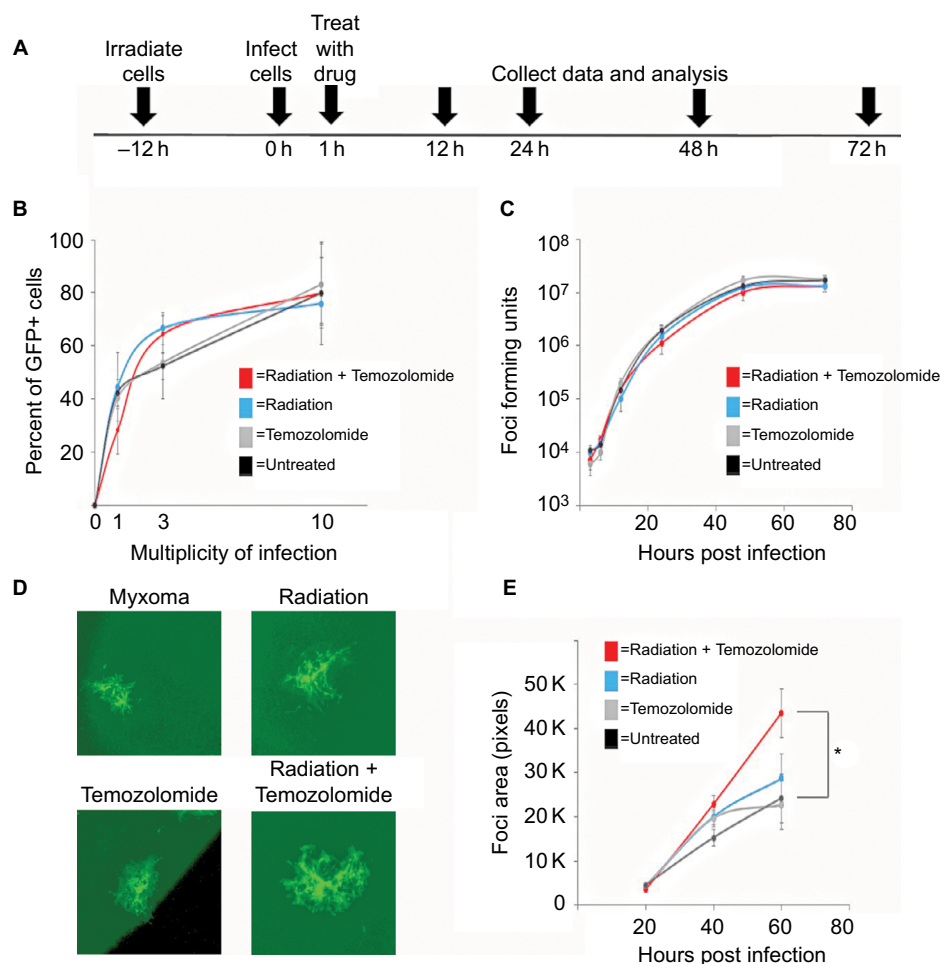 A
Irradiate
cells
Infect
cells
Treat
with
drug
Collect data and analysis
–12 h
0 h
1 h
12 h
24 h
48 h
72 h
B
Percent of GFP+ cells
100
80
60
40
20
0
1
3
10
Multiplicity of infection
=Radiation + Temozolomide
=Radiation
=Temozolomide
=Untreated
C
Foci forming units
10⁸
10⁷
10⁶
10⁵
10⁴
10³
20
40
60
80
Hours post infection
=Radiation + Temozolomide
=Radiation
=Temozolomide
=Untreated
D
Myxoma
Radiation
Temozolomide
Radiation +
Temozolomide
E
Foci area (pixels)
50 K
40 K
30 K
20 K
10 K
0
20
40
60
80
Hours post infection
=Radiation + Temozolomide
=Radiation
=Temozolomide
=Untreated
*